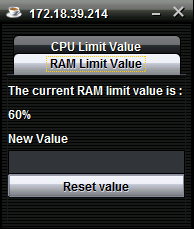 172.18.39.214
CPU Limit Value
RAM Limit Value
The current RAM limit value is :
60%
New Value
Reset value